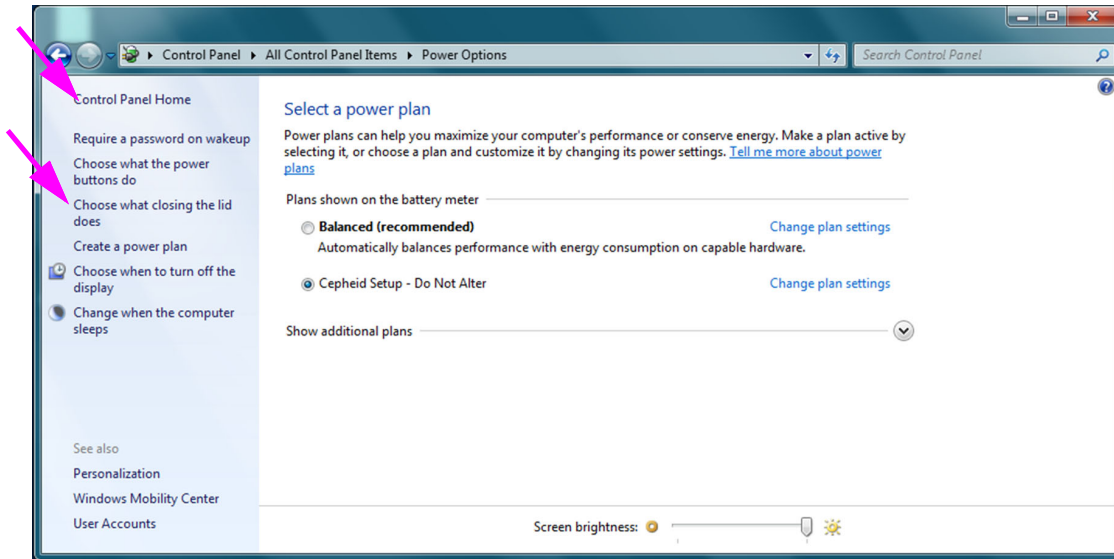 Control Panel ▸ All Control Panel Items ▸ Power Options
Search Control Panel
Control Panel Home
Require a password on wakeup
Choose what the power
buttons do
Choose what closing the lid
does
Create a power plan
Choose when to turn off the
display
Change when the computer
sleeps
See also
Personalization
Windows Mobility Center
User Accounts
Select a power plan
Power plans can help you maximize your computer's performance or conserve energy. Make a plan active by
selecting it, or choose a plan and customize it by changing its power settings. Tell me more about power
plans
Plans shown on the battery meter
Balanced (recommended) Change plan settings
Automatically balances performance with energy consumption on capable hardware.
Cepheid Setup - Do Not Alter Change plan settings
Show additional plans
Screen brightness: